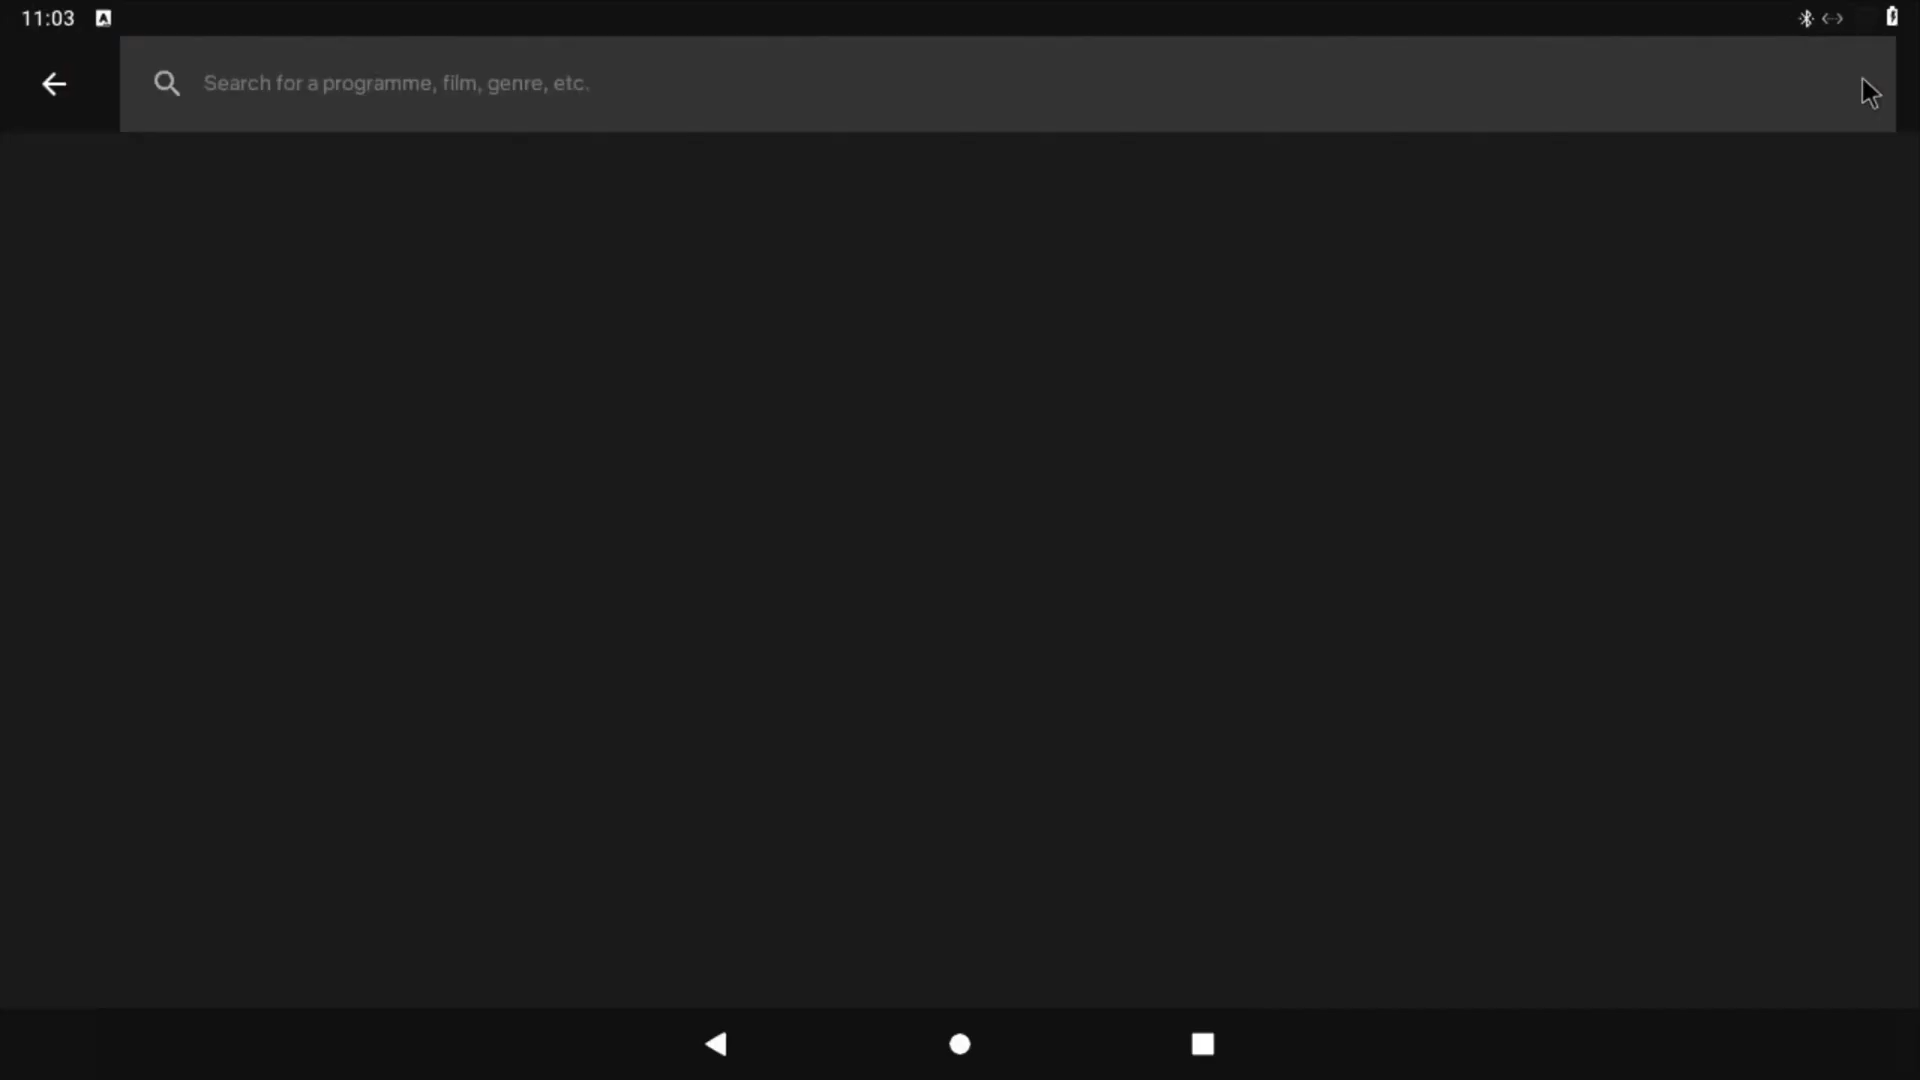 11:03
Search for a programme, film, genre, etc.